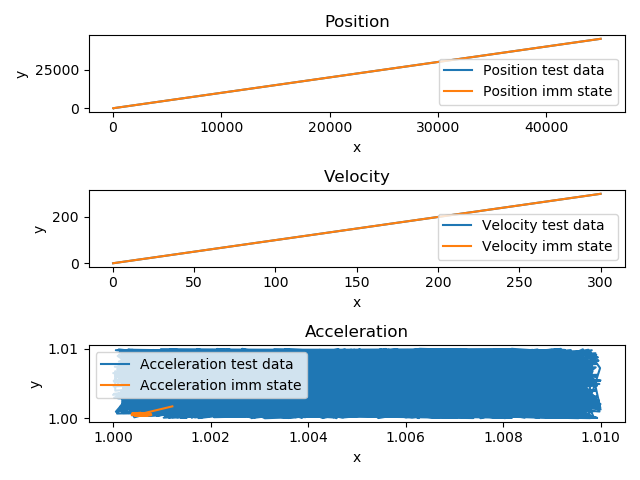 Position
25000
0
y
Position test data
Position imm state
0 10000 20000 30000 40000
x
Velocity
200
0
y
Velocity test data
Velocity imm state
0 50 100 150 200 250 300
x
Acceleration
1.01
1.00
y
Acceleration test data
Acceleration imm state
1.000 1.002 1.004 1.006 1.008 1.010
x